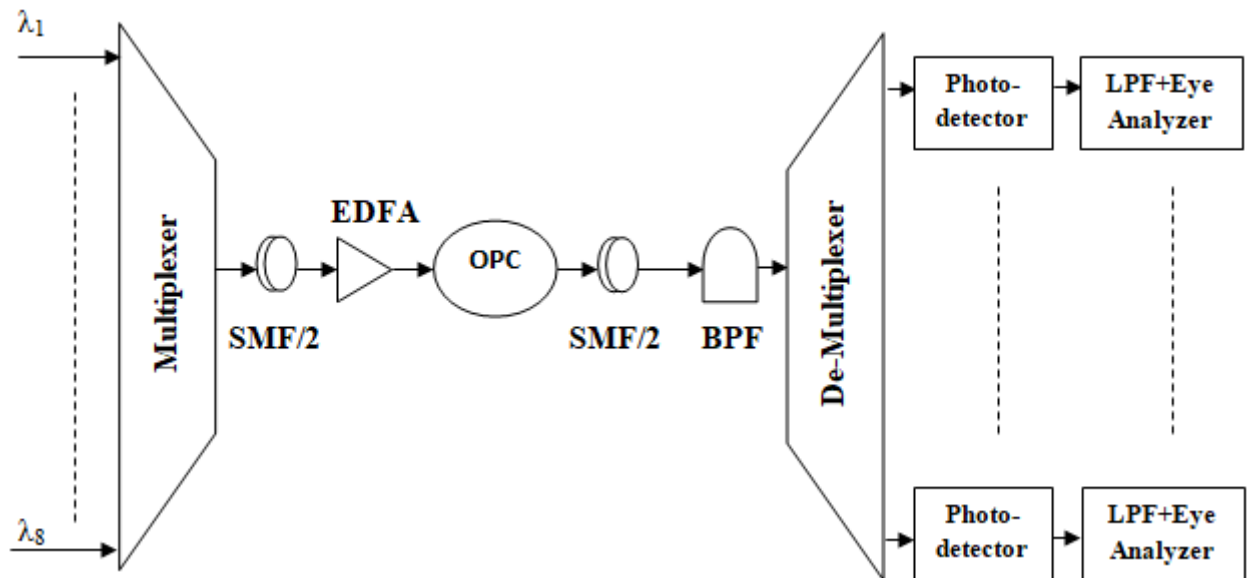 λ1
Photo-
detector
LPF+Eye
Analyzer
Multiplexer
EDFA
OPC
SMF/2
SMF/2
BPF
De-Multiplexer
λ8
Photo-
detector
LPF+Eye
Analyzer